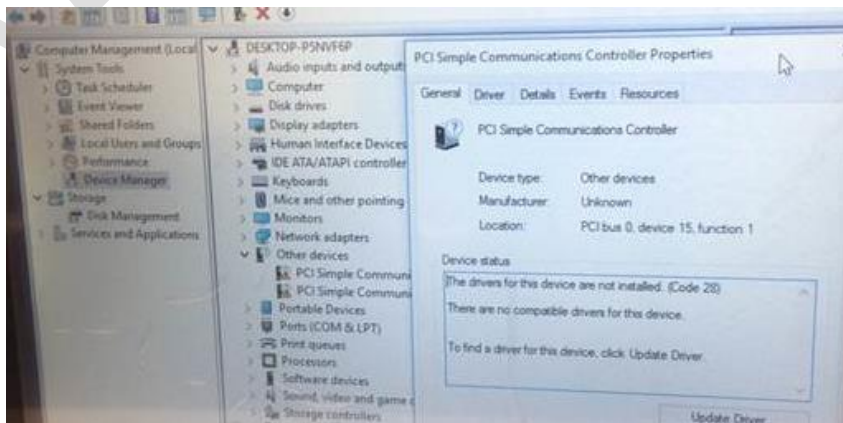 Computer Management (Local
System Tools
Task Scheduler
Event Viewer
Shared Folders
Local Users and Groups
Performance
Device Manager
Storage
Disk Management
Services and Applications
DESKTOP-P5NVF6P
Audio inputs and output
Computer
Disk drives
Display adapters
Human Interface Devices
IDE ATA/ATAPI controller
Keyboards
Mice and other pointing
Monitors
Network adapters
Other devices
PCI Simple Communi
PCI Simple Communi
Portable Devices
Ports (COM & LPT)
Print queues
Processors
Software devices
Sound, video and game
Storage controllers
PCI Simple Communications Controller Properties
General Driver Details Events Resources
PCI Simple Communications Controller
Device type: Other devices
Manufacturer: Unknown
Location: PCI bus 0, device 15, function 1
Device status
The drivers for this device are not installed. (Code 28)
There are no compatible drivers for this device.
To find a driver for this device, click Update Driver.
Update Driver